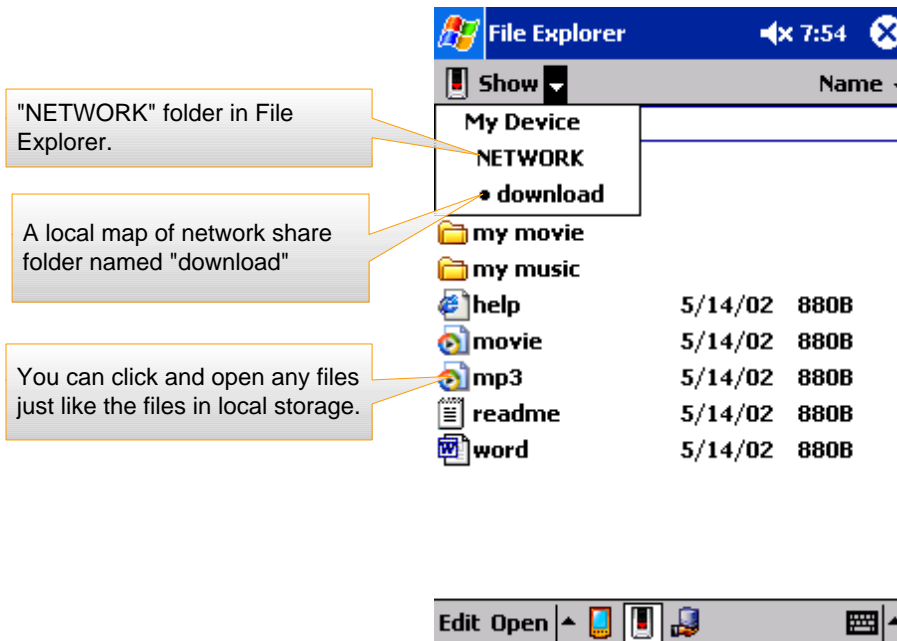 File Explorer 7:54
Show Name
My Device
NETWORK
download
"NETWORK" folder in File
Explorer.
A local map of network share
folder named "download"
You can click and open any files
just like the files in local storage.
my movie
my music
help 5/14/02 880B
movie 5/14/02 880B
mp3 5/14/02 880B
readme 5/14/02 880B
word 5/14/02 880B
Edit Open